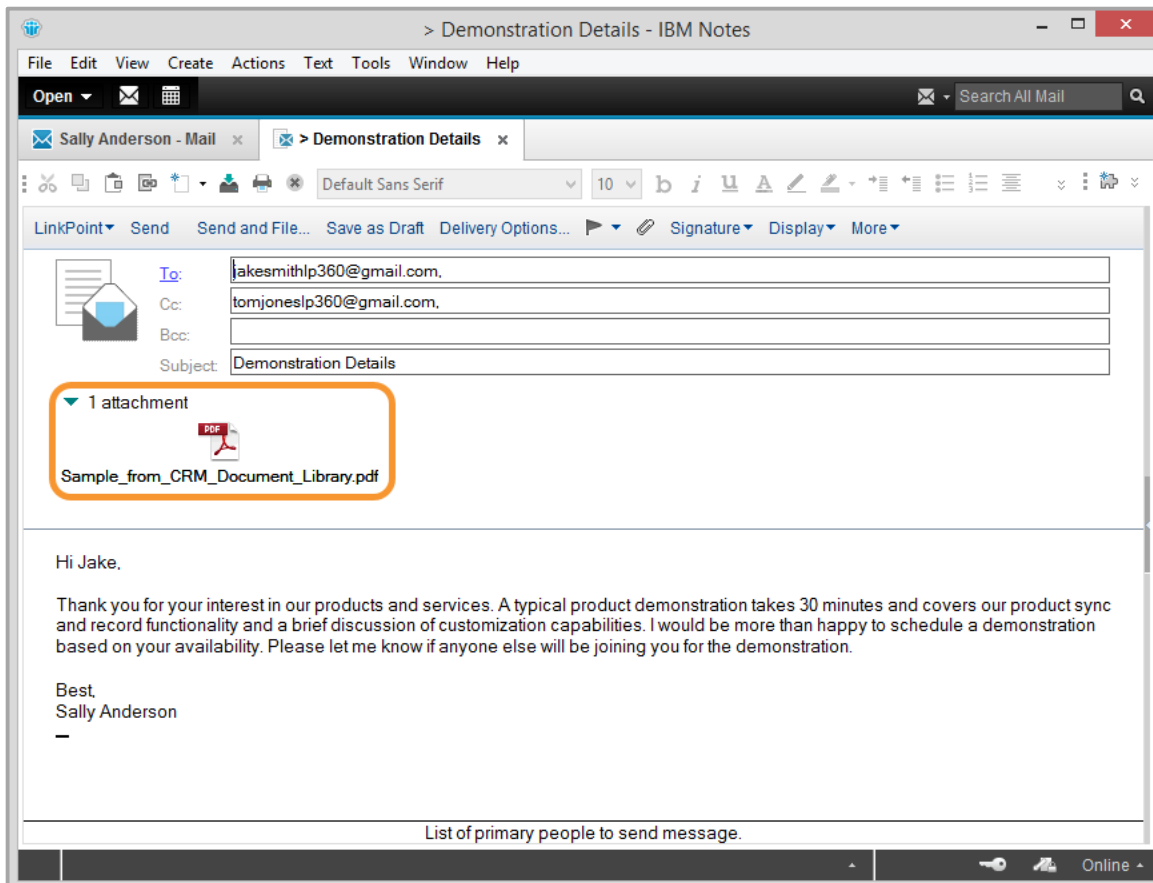 > Demonstration Details - IBM Notes
File Edit View Create Actions Text Tools Window Help
Open Search All Mail
Sally Anderson - Mail > Demonstration Details
Default Sans Serif 10 b i U A
LinkPoint Send Send and File... Save as Draft Delivery Options... Signature Display More
To: jakesmithlp360@gmail.com,
Cc: tomjoneslp360@gmail.com,
Bcc:
Subject: Demonstration Details
1 attachment
PDF
Sample_from_CRM_Document_Library.pdf
Hi Jake,
Thank you for your interest in our products and services. A typical product demonstration takes 30 minutes and covers our product sync
and record functionality and a brief discussion of customization capabilities. I would be more than happy to schedule a demonstration
based on your availability. Please let me know if anyone else will be joining you for the demonstration.
Best,
Sally Anderson
List of primary people to send message.
Online